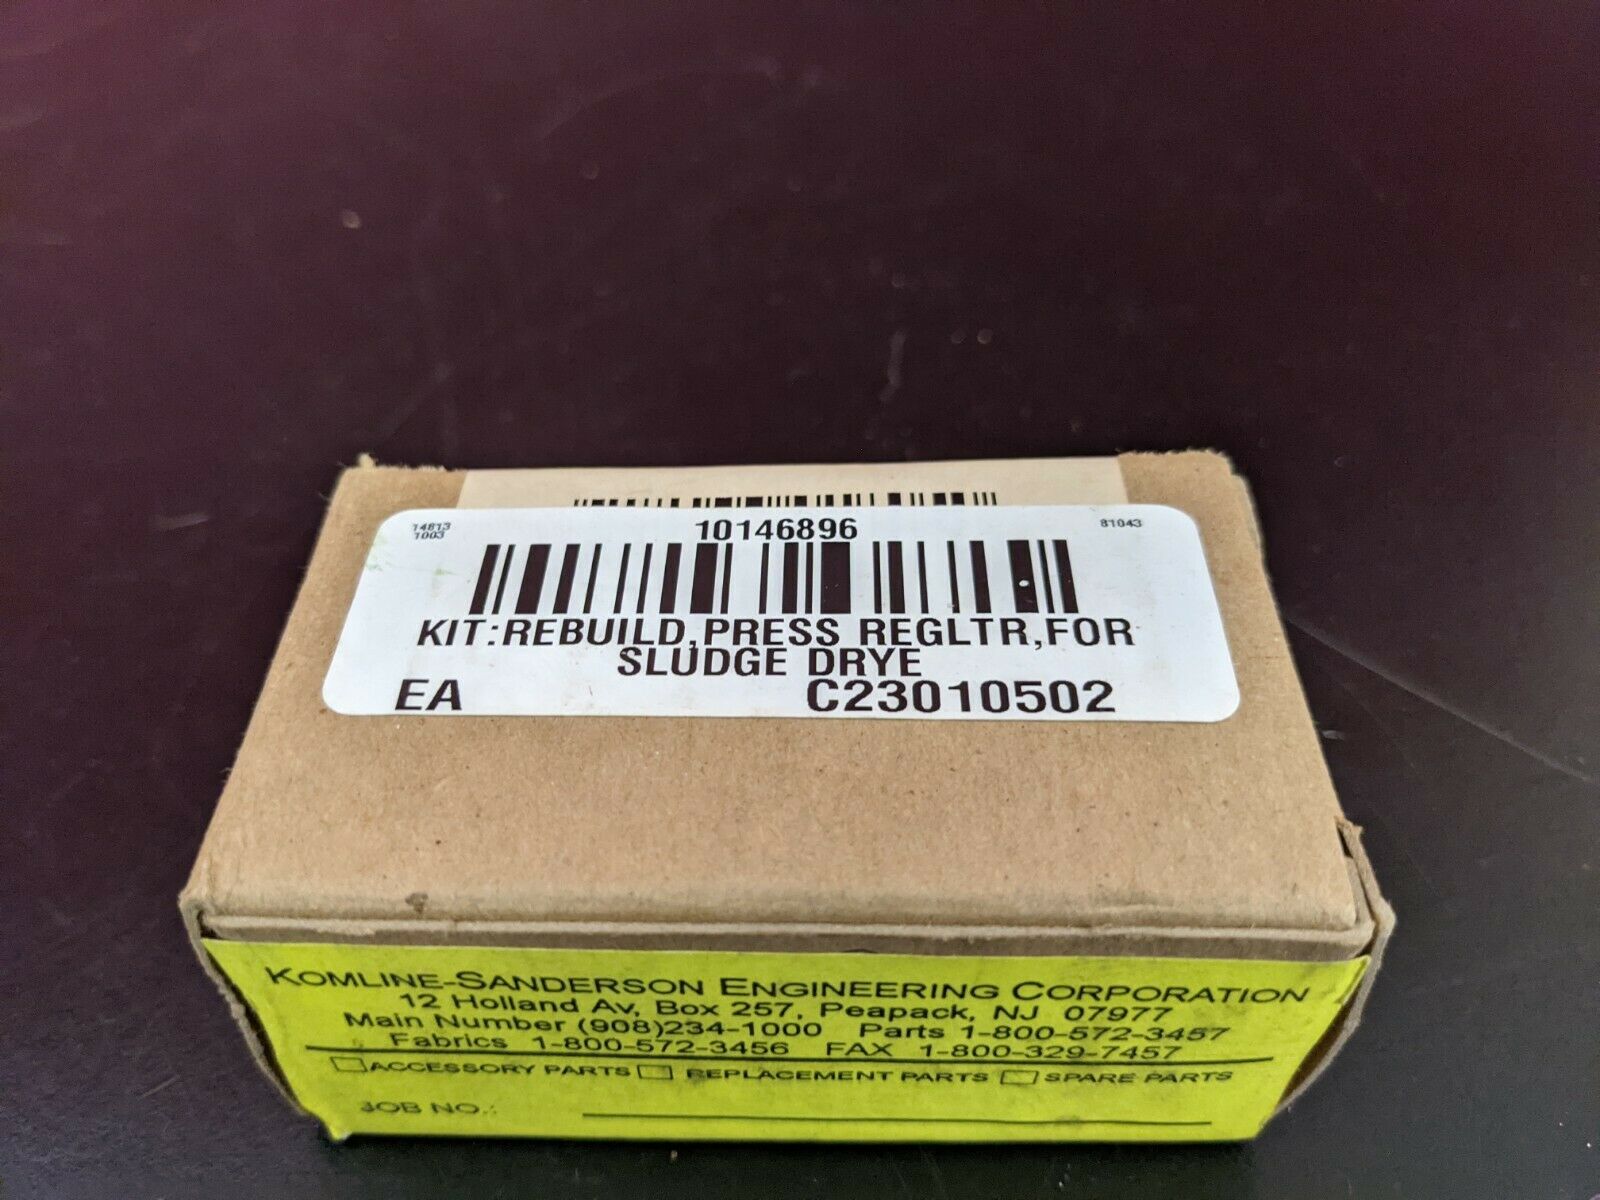 14813
1003
10146896
81043
KIT:REBUILD,PRESS REGLTR,FOR
SLUDGE DRYE
EA C23010502
KOMLINE-SANDERSON ENGINEERING CORPORATION
12 Holland Av, Box 257, Peapack, NJ 07977
Main Number (908)234-1000 Parts 1-800-572-3457
Fabrics 1-800-572-3456 FAX 1-800-329-7457
ACCESSORY PARTS REPLACEMENT PARTS SPARE PARTS
JOB NO.: